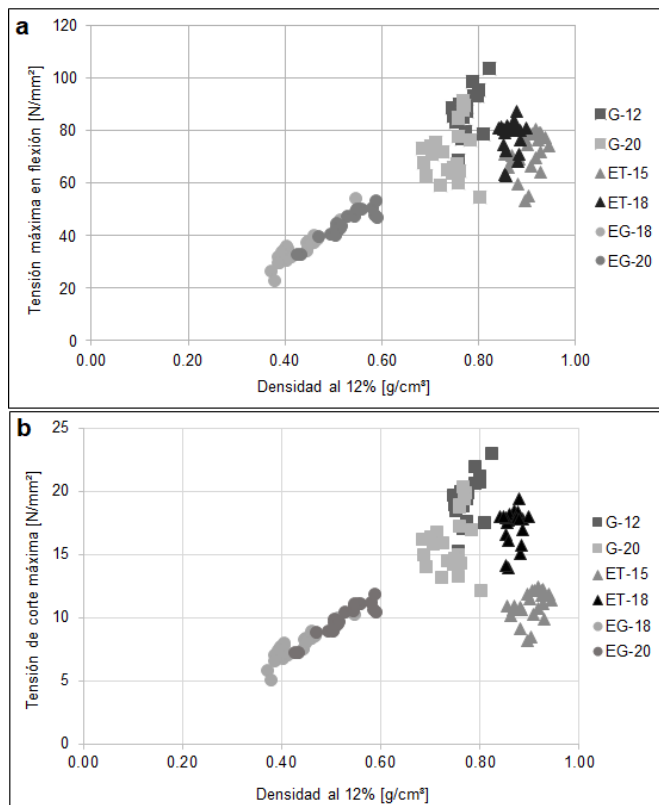 a
Tensión máxima en flexión [N/mm²]
120
100
80
60
40
20
0
0.00
0.20
0.40
0.60
0.80
1.00
Densidad al 12% [g/cm³]
G-12
G-20
ET-15
ET-18
EG-18
EG-20
b
Tensión de corte máxima [N/mm²]
25
20
15
10
5
0
0.00
0.20
0.40
0.60
0.80
1.00
Densidad al 12% [g/cm³]
G-12
G-20
ET-15
ET-18
EG-18
EG-20